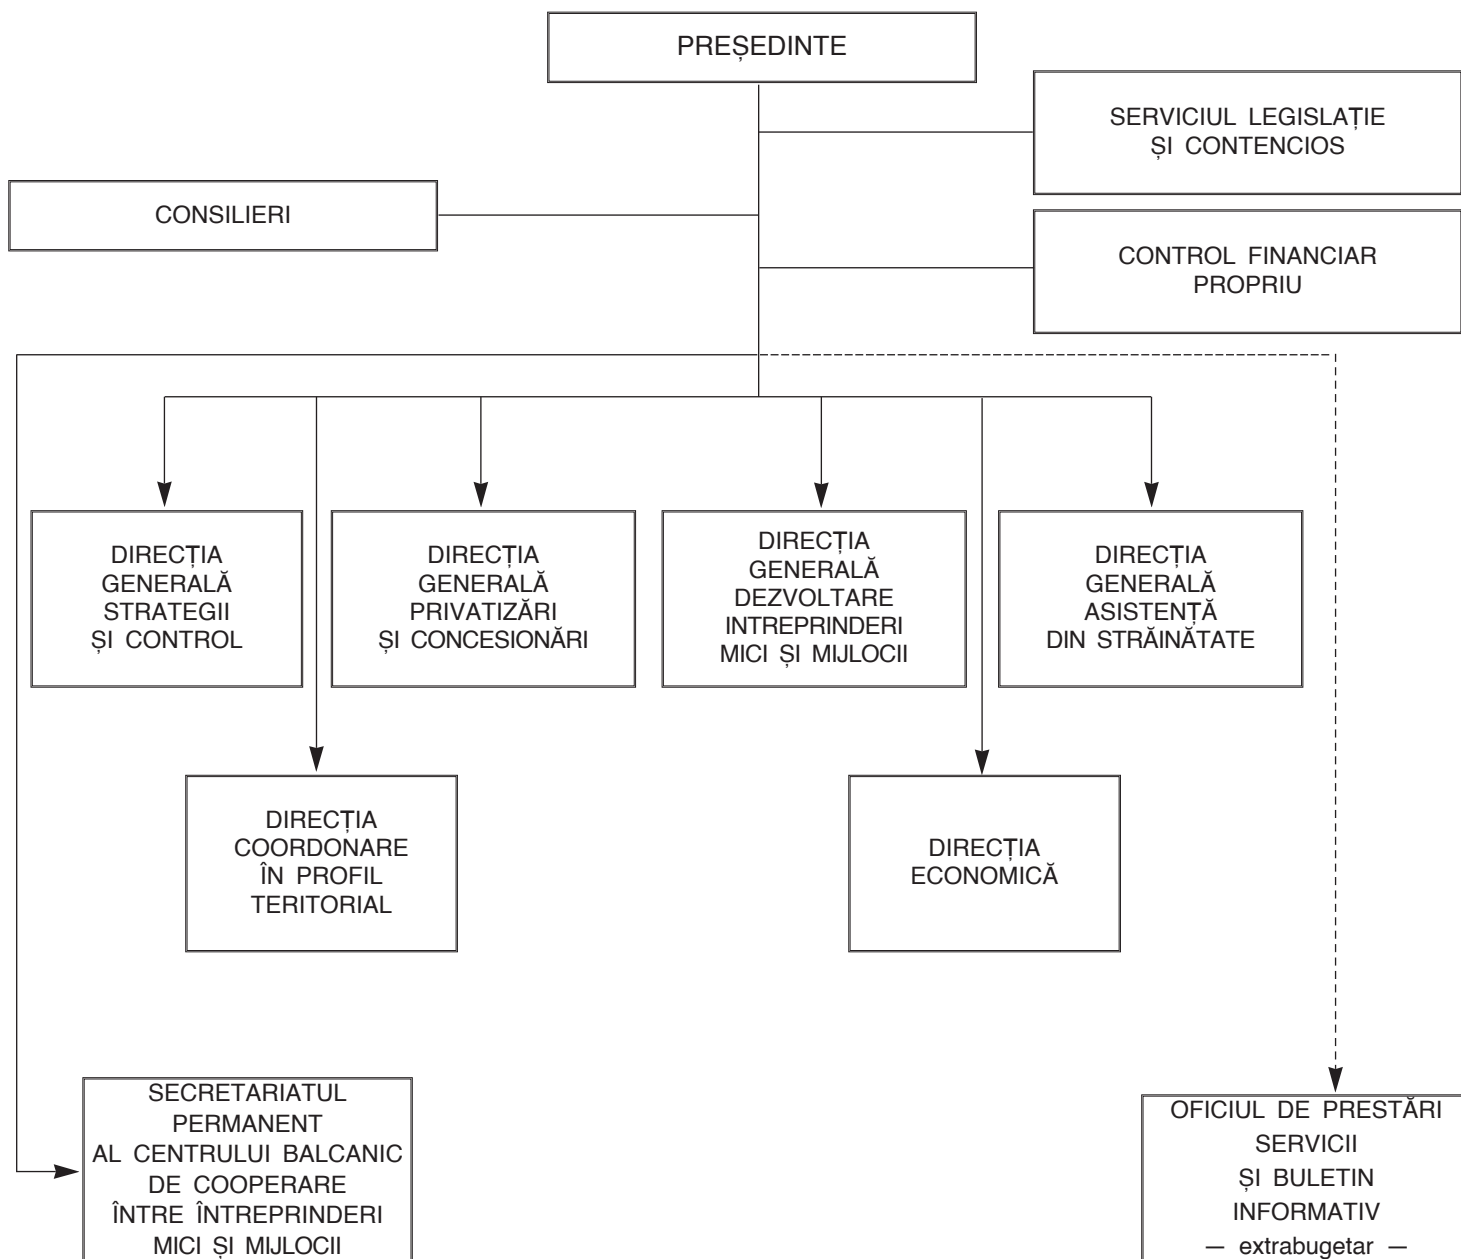 PREȘEDINTE
SERVICIUL LEGISLAȚIE
ȘI CONTENCIOS
CONSILIERI
CONTROL FINANCIAR
PROPRIU
DIRECȚIA
GENERALĂ
STRATEGII
ȘI CONTROL
DIRECȚIA
GENERALĂ
PRIVATIZĂRI
ȘI CONCESIONĂRI
DIRECȚIA
GENERALĂ
DEZVOLTARE
INTREPRINDERI
MICI ȘI MIJLOCII
DIRECȚIA
GENERALĂ
ASISTENȚĂ
DIN STRĂINĂTATE
DIRECȚIA
COORDONARE
ÎN PROFIL
TERITORIAL
DIRECȚIA
ECONOMICĂ
SECRETARIATUL
PERMANENT
AL CENTRULUI BALCANIC
DE COOPERARE
ÎNTRE ÎNTREPRINDERI
MICI ȘI MIJLOCII
OFICIUL DE PRESTĂRI
SERVICII
ȘI BULETIN
INFORMATIV
— extrabugetar —